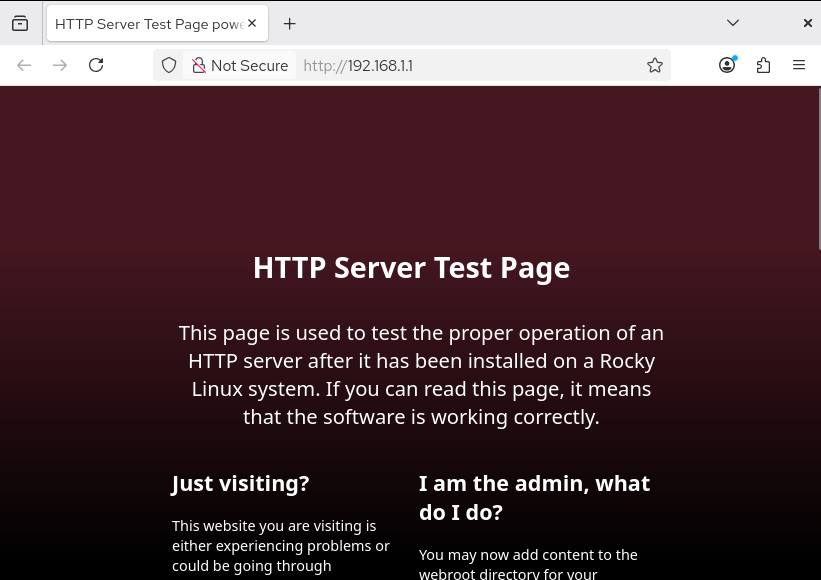 HTTP Server Test Page pow
Not Secure
http://192.168.1.1
HTTP Server Test Page
This page is used to test the proper operation of an
HTTP server after it has been installed on a Rocky
Linux system. If you can read this page, it means
that the software is working correctly.
Just visiting?
This website you are visiting is
either experiencing problems or
could be going through
I am the admin, what
do I do?
You may now add content to the
webroot directory for your